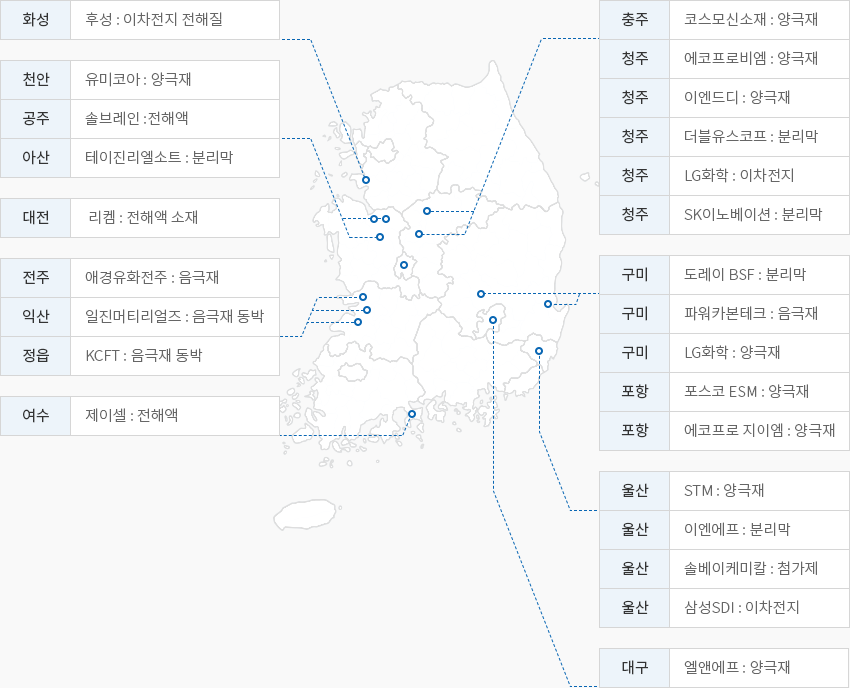 화성 후성 : 이차전지 전해질
천안 유미코아 : 양극재
공주 솔브레인 :전해액
아산 테이진리엘소트 : 분리막
대전 리켐 : 전해액 소재
전주 애경유화전주 : 음극재
익산 일진머티리얼즈 : 음극재 동박
정읍 KCFT : 음극재 동박
여수 제이셀 : 전해액
충주 코스모신소재 : 양극재
청주 에코프로비엠 : 양극재
청주 이엔드디 : 양극재
청주 더블유스코프 : 분리막
청주 LG화학 : 이차전지
청주 SK이노베이션 : 분리막
구미 도레이 BSF : 분리막
구미 파워카본테크 : 음극재
구미 LG화학 : 양극재
포항 포스코 ESM : 양극재
포항 에코프로 지이엠 : 양극재
울산 STM : 양극재
울산 이엔에프 : 분리막
울산 솔베이케미칼 : 첨가제
울산 삼성SDI : 이차전지
대구 엘앤에프 : 양극재